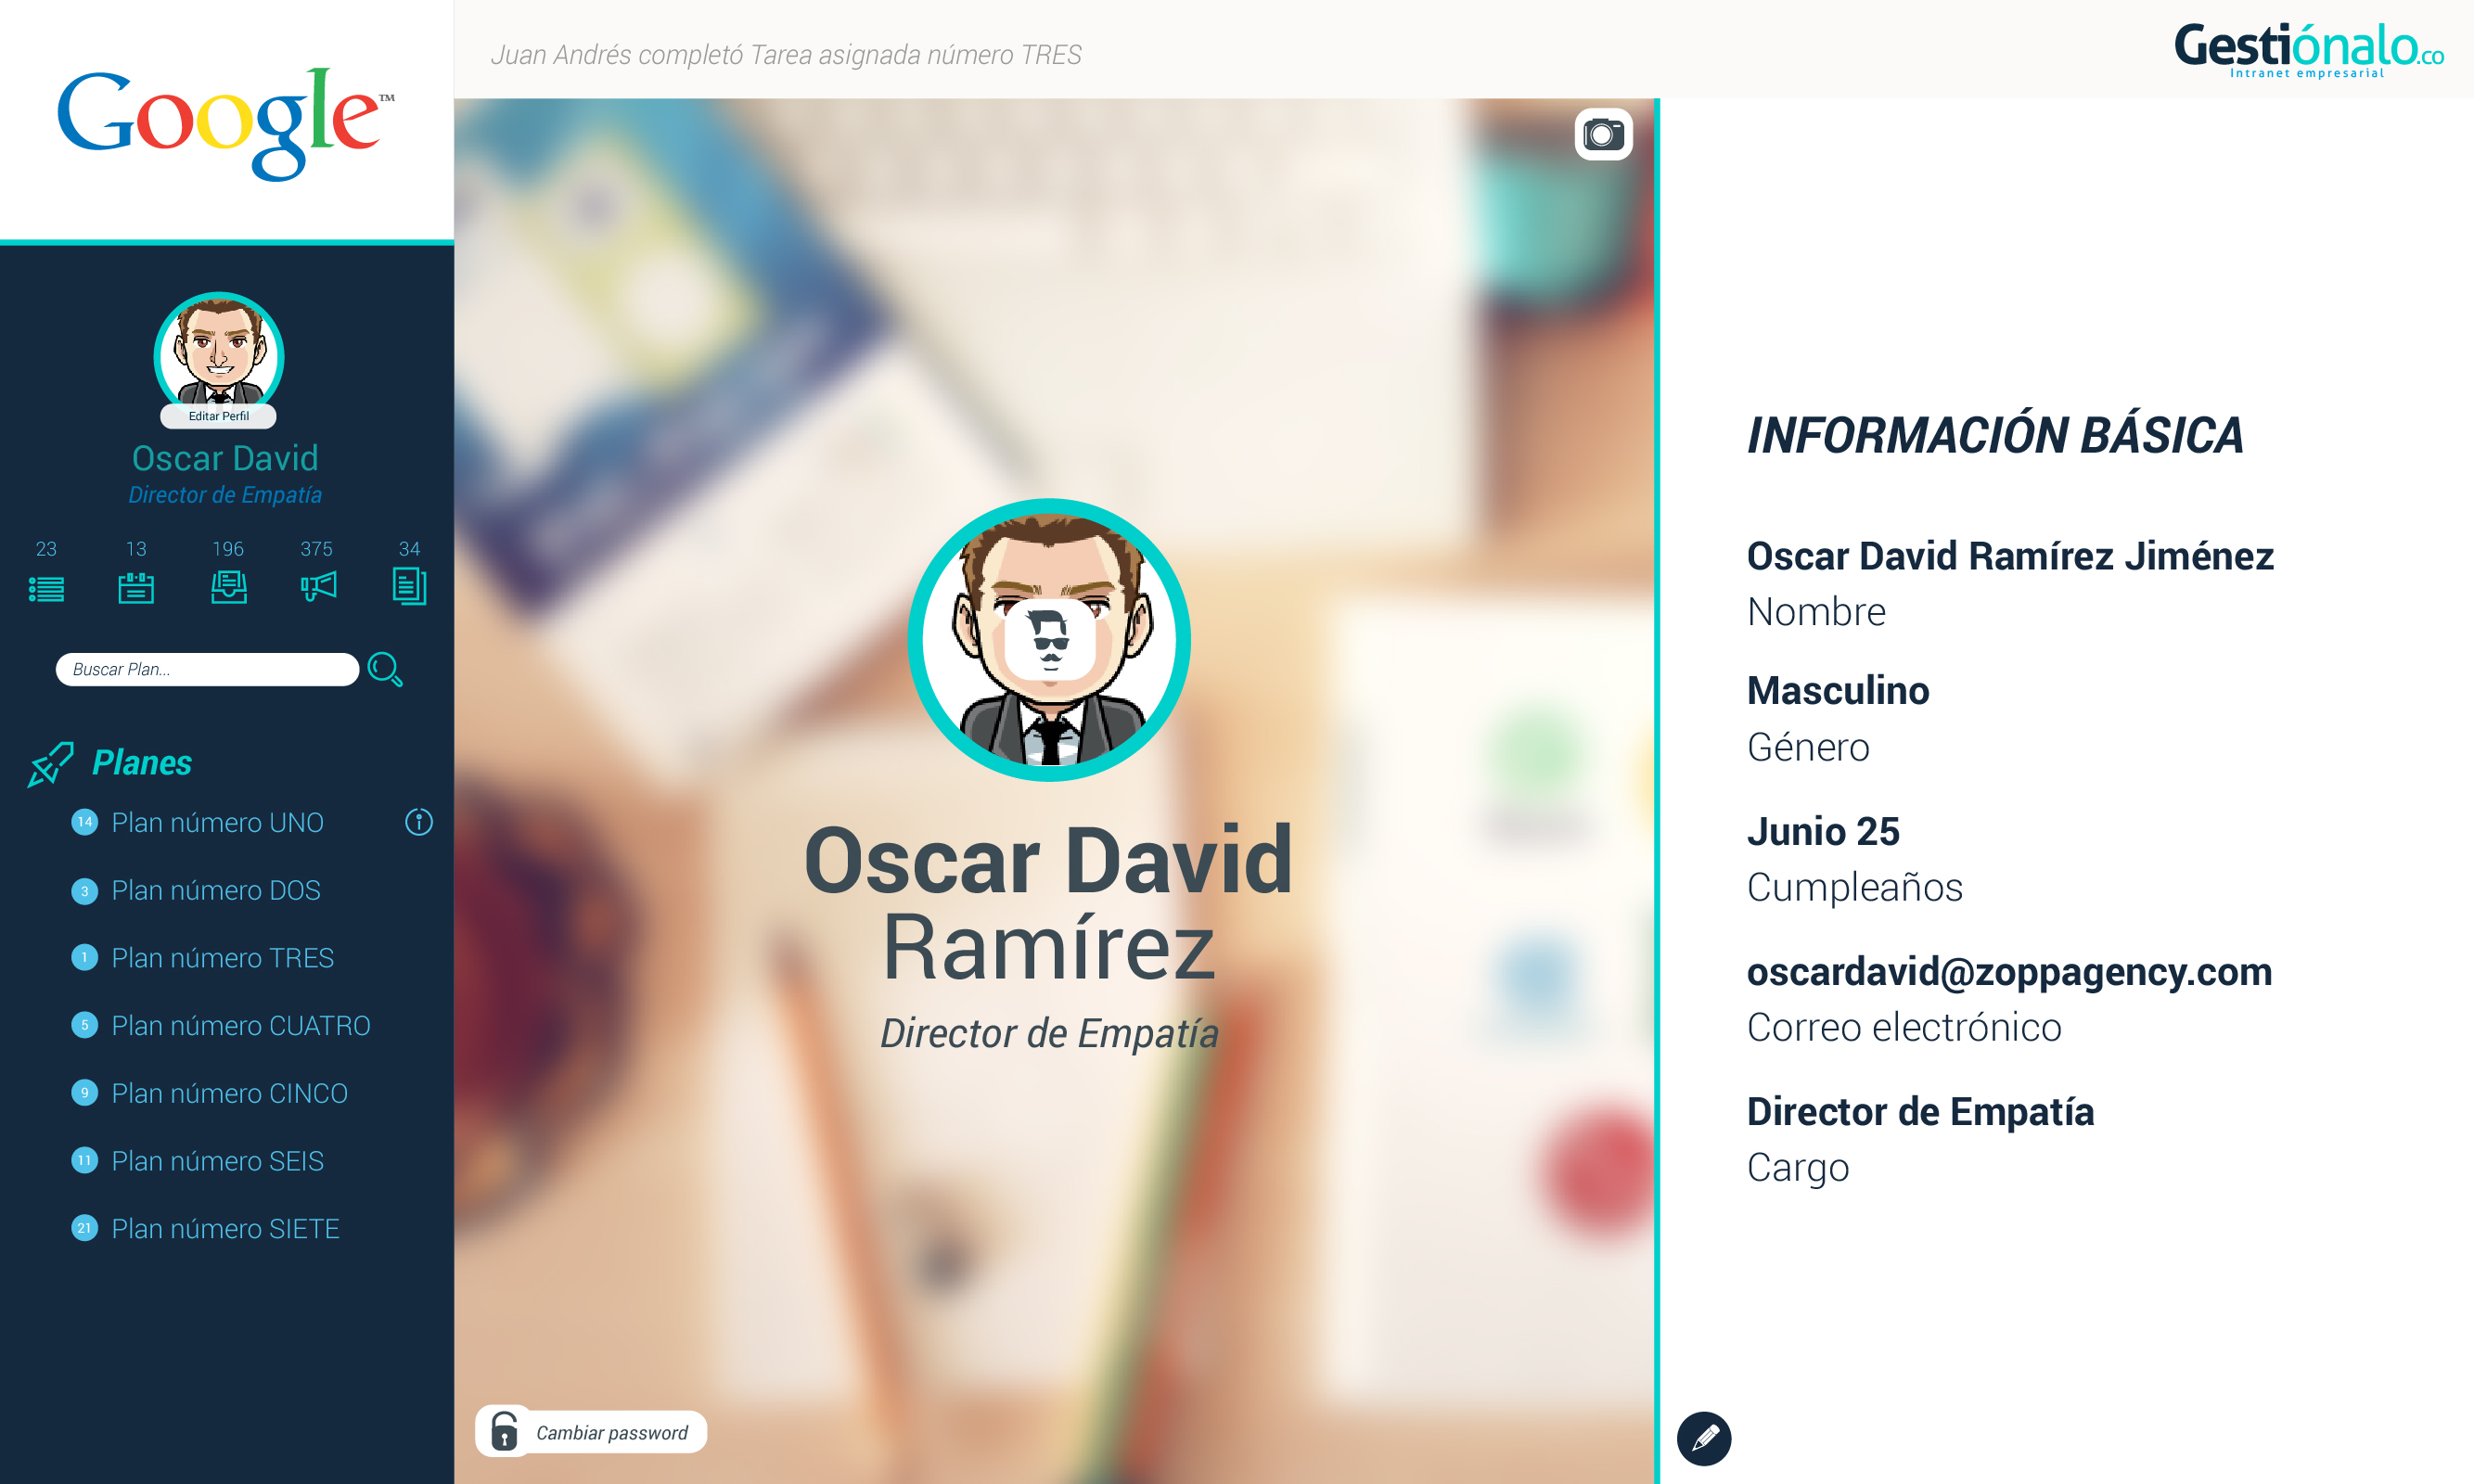 Google™
Juan Andrés completó Tarea asignada número TRES
Gestiónalo.co
Intranet empresarial
Editar Perfil
Oscar David
Director de Empatía
23 13 196 375 34
Buscar Plan...
Planes
14 Plan número UNO
3 Plan número DOS
1 Plan número TRES
5 Plan número CUATRO
9 Plan número CINCO
11 Plan número SEIS
21 Plan número SIETE
Oscar David
Ramírez
Director de Empatía
Cambiar password
INFORMACIÓN BÁSICA
Oscar David Ramírez Jiménez
Nombre
Masculino
Género
Junio 25
Cumpleaños
oscardavid@zoppagency.com
Correo electrónico
Director de Empatía
Cargo